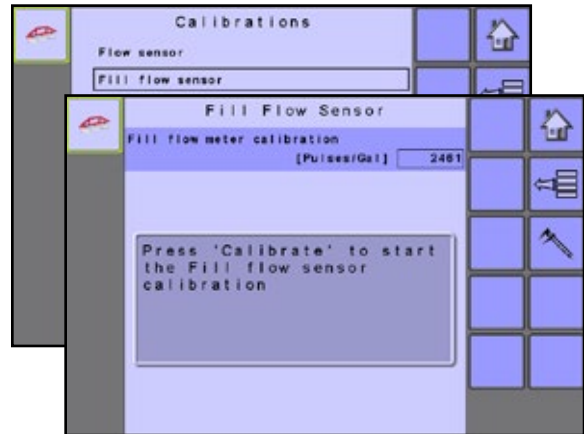 Calibrations
Flow sensor
Fill flow sensor
Fill Flow Sensor
Fill flow meter calibration
[Pulses/Gal] 2461
Press 'Calibrate' to start
the Fill flow sensor
calibration